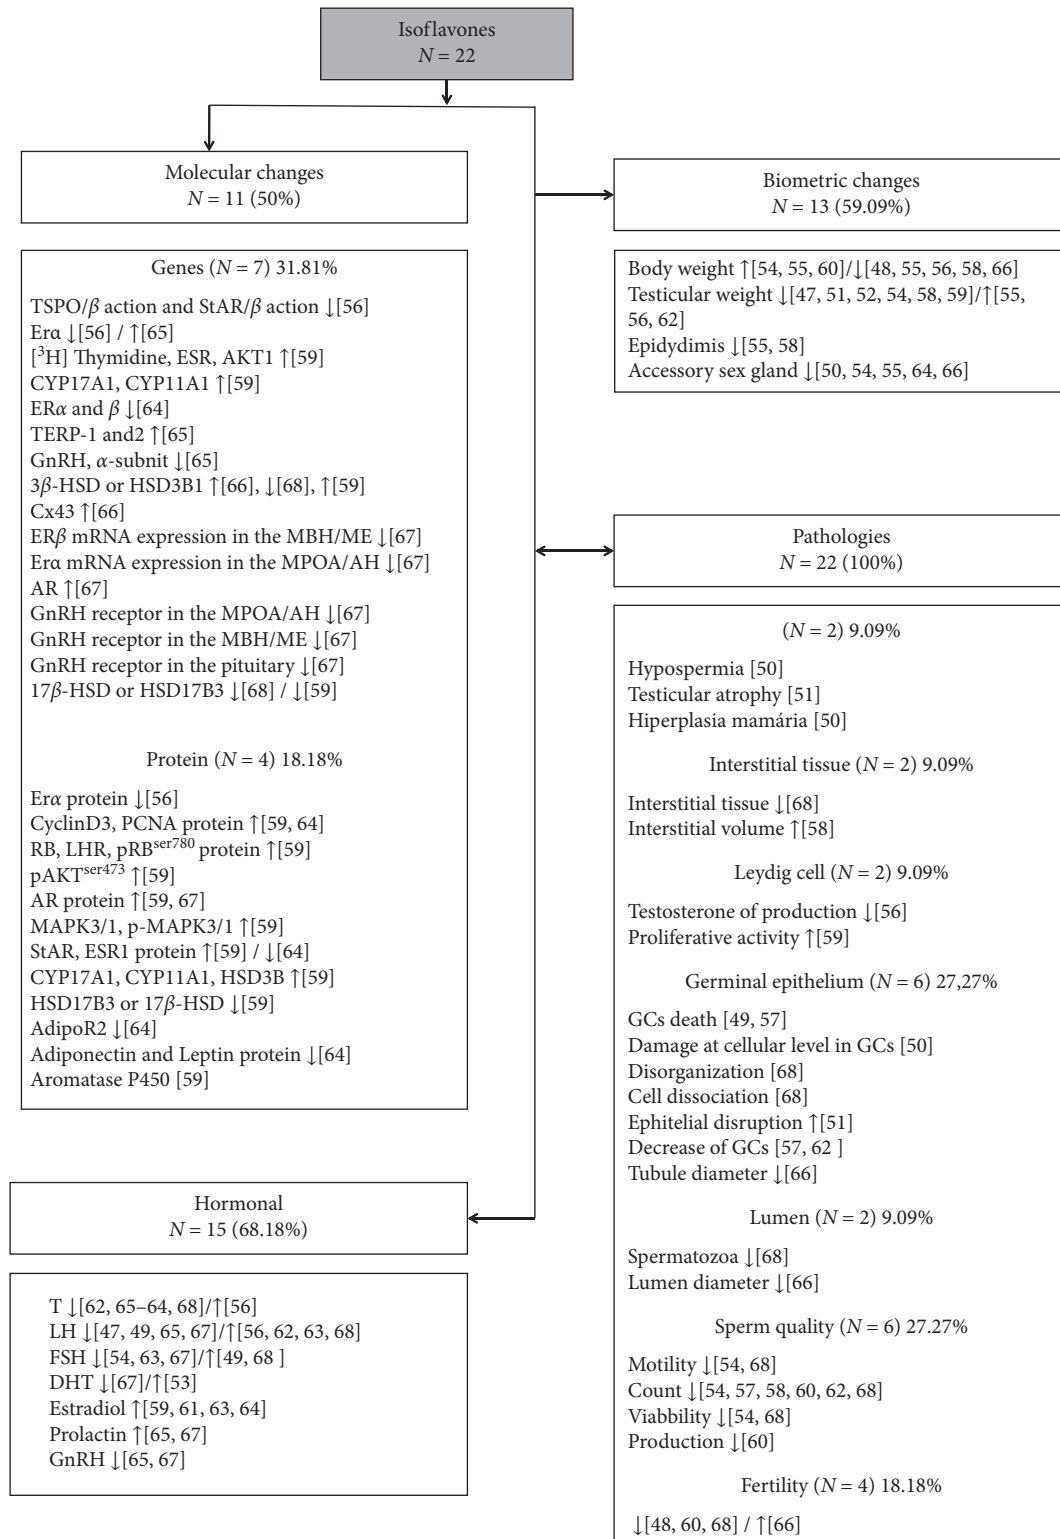 Isoflavones
N = 22
Molecular changes
N = 11 (50%)
Genes (N = 7) 31.81%
TSPO/β action and StAR/β action ↓[56]
Erα ↓[56] / ↑[65]
[³H] Thymidine, ESR, AKT1 ↑[59]
CYP17A1, CYP11A1 ↑[59]
ERα and β ↓[64]
TERP-1 and2 ↑[65]
GnRH, α-subnit ↓[65]
3β-HSD or HSD3B1 ↑[66], ↓[68], ↑[59]
Cx43 ↑[66]
ERβ mRNA expression in the MBH/ME ↓[67]
Erα mRNA expression in the MPOA/AH ↓[67]
AR ↑[67]
GnRH receptor in the MPOA/AH ↓[67]
GnRH receptor in the MBH/ME ↓[67]
GnRH receptor in the pituitary ↓[67]
17β-HSD or HSD17B3 ↓[68] / ↓[59]
Protein (N = 4) 18.18%
Erα protein ↓[56]
CyclinD3, PCNA protein ↑[59, 64]
RB, LHR, pRBˢᵉʳ⁷⁸⁰ protein ↑[59]
pAKTˢᵉʳ⁴⁷³ ↑[59]
AR protein ↑[59, 67]
MAPK3/1, p-MAPK3/1 ↑[59]
StAR, ESR1 protein ↑[59] / ↓[64]
CYP17A1, CYP11A1, HSD3B ↑[59]
HSD17B3 or 17β-HSD ↓[59]
AdipoR2 ↓[64]
Adiponectin and Leptin protein ↓[64]
Aromatase P450 [59]
Hormonal
N = 15 (68.18%)
T ↓[62, 65–64, 68]/↑[56]
LH ↓[47, 49, 65, 67]/↑[56, 62, 63, 68]
FSH ↓[54, 63, 67]/↑[49, 68 ]
DHT ↓[67]/↑[53]
Estradiol ↑[59, 61, 63, 64]
Prolactin ↑[65, 67]
GnRH ↓[65, 67]
Biometric changes
N = 13 (59.09%)
Body weight ↑[54, 55, 60]/↓[48, 55, 56, 58, 66]
Testicular weight ↓[47, 51, 52, 54, 58, 59]/↑[55,
56, 62]
Epidydimis ↓[55, 58]
Accessory sex gland ↓[50, 54, 55, 64, 66]
Pathologies
N = 22 (100%)
(N = 2) 9.09%
Hypospermia [50]
Testicular atrophy [51]
Hiperplasia mamária [50]
Interstitial tissue (N = 2) 9.09%
Interstitial tissue ↓[68]
Interstitial volume ↑[58]
Leydig cell (N = 2) 9.09%
Testosterone of production ↓[56]
Proliferative activity ↑[59]
Germinal epithelium (N = 6) 27,27%
GCs death [49, 57]
Damage at cellular level in GCs [50]
Disorganization [68]
Cell dissociation [68]
Ephitelial disruption ↑[51]
Decrease of GCs [57, 62 ]
Tubule diameter ↓[66]
Lumen (N = 2) 9.09%
Spermatozoa ↓[68]
Lumen diameter ↓[66]
Sperm quality (N = 6) 27.27%
Motility ↓[54, 68]
Count ↓[54, 57, 58, 60, 62, 68]
Viabbility ↓[54, 68]
Production ↓[60]
Fertility (N = 4) 18.18%
↓[48, 60, 68] / ↑[66]